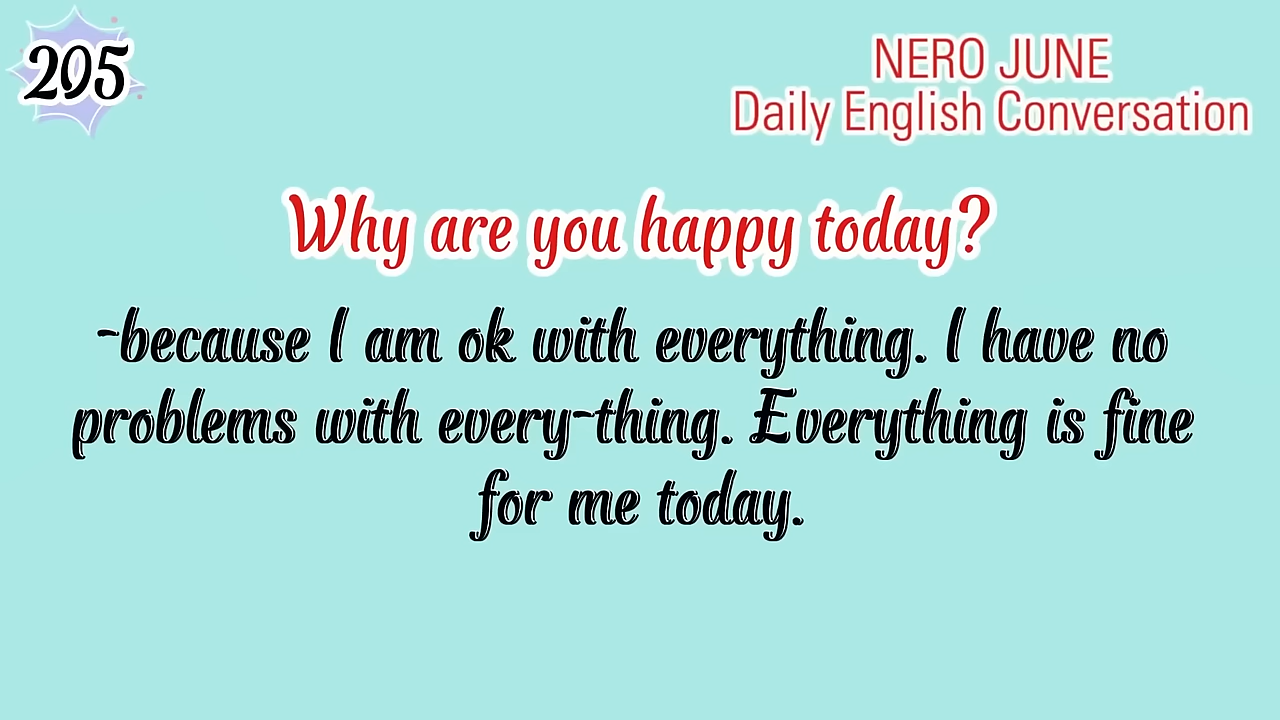 205
NERO JUNE
Daily English Conversation
Why are you happy today?
-because I am ok with everything. I have no
problems with every-thing. Everything is fine
for me today.